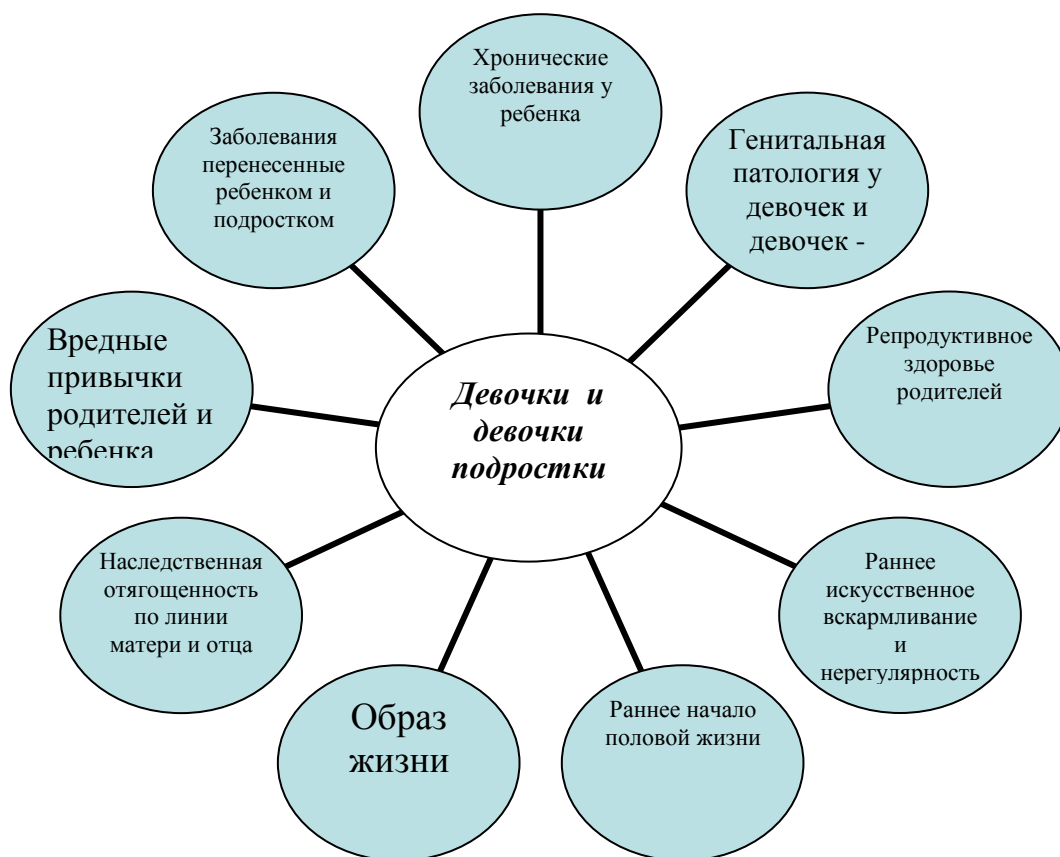 Хронические
заболевания у
ребенка
Генитальная
патология у
девочек и
девочек -
Репродуктивное
здоровье
родителей
Раннее
искусственное
вскармливание
и
нерегулярность
Раннее начало
половой жизни
Образ
жизни
Наследственная
отягощенность
по линии
матери и отца
Вредные
привычки
родителей и
ребенка
Заболевания
перенесенные
ребенком и
подростком
Девочки и
девочки
подростки